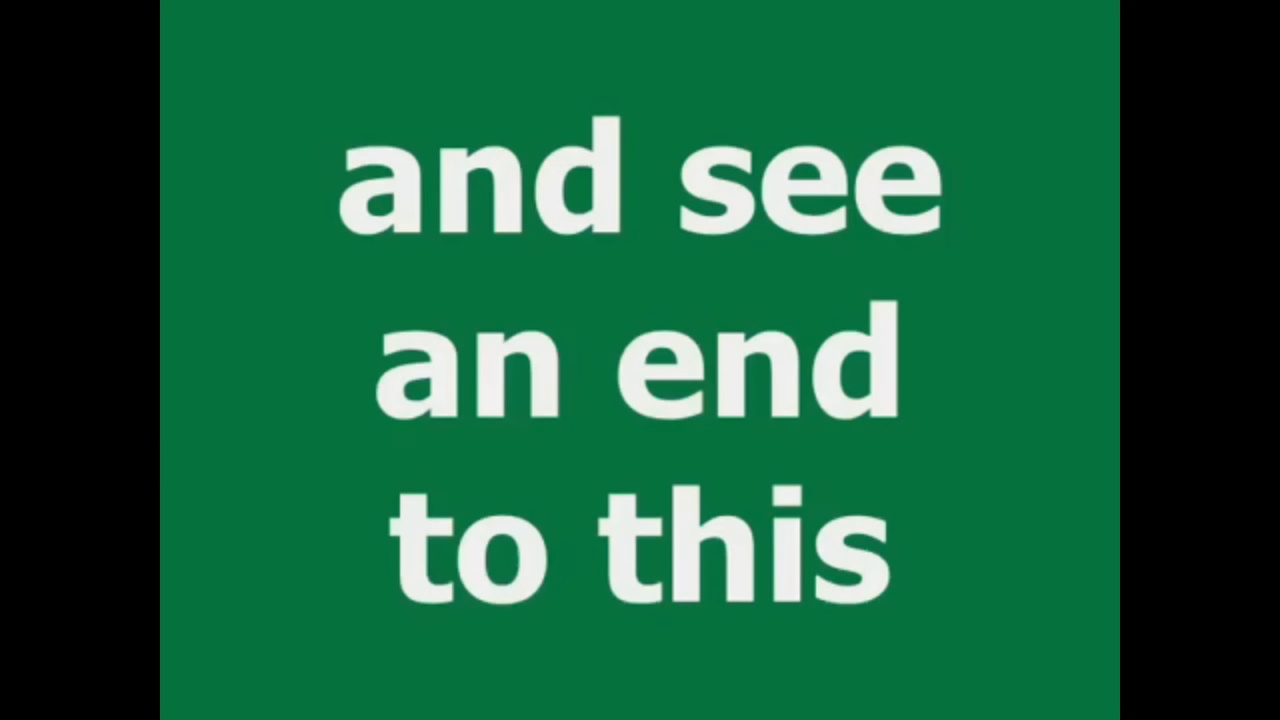 and see
an end
to this